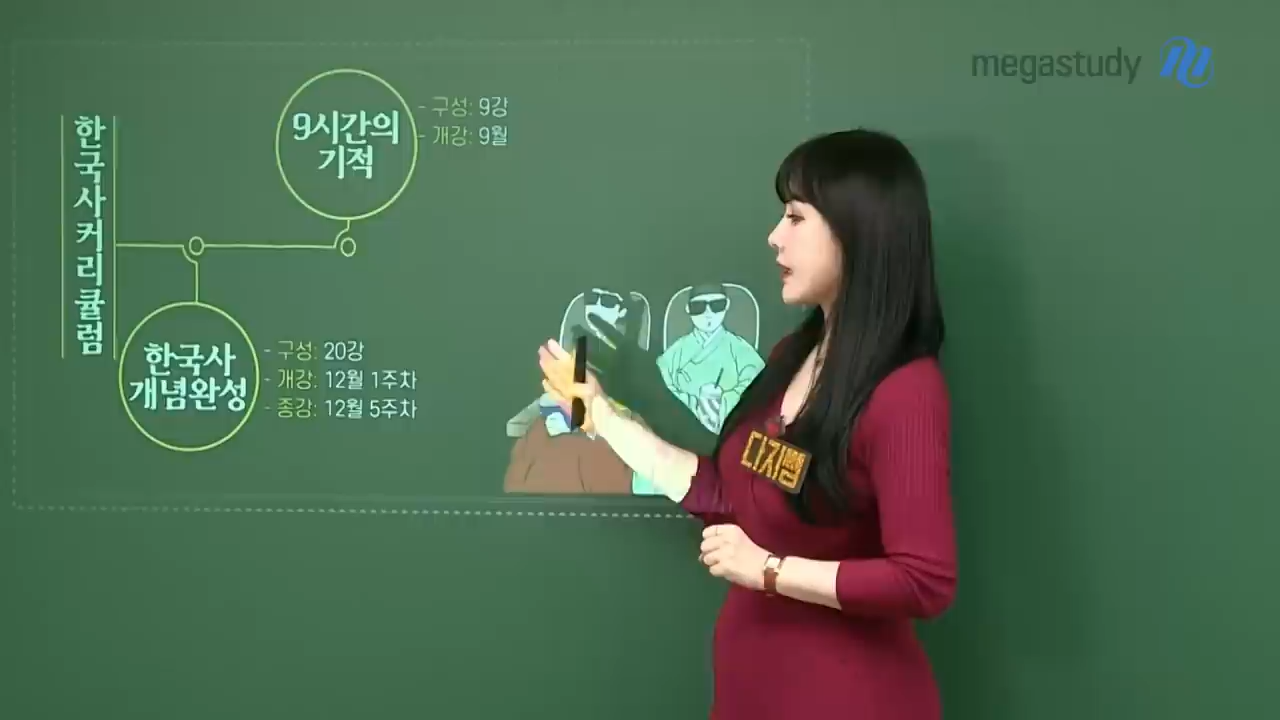 megastudy
한국사커리큘럼
9시간의
기적
- 구성: 9강
- 개강: 9월
한국사
개념완성
- 구성: 20강
- 개강: 12월 1주차
- 종강: 12월 5주차
다지쌤